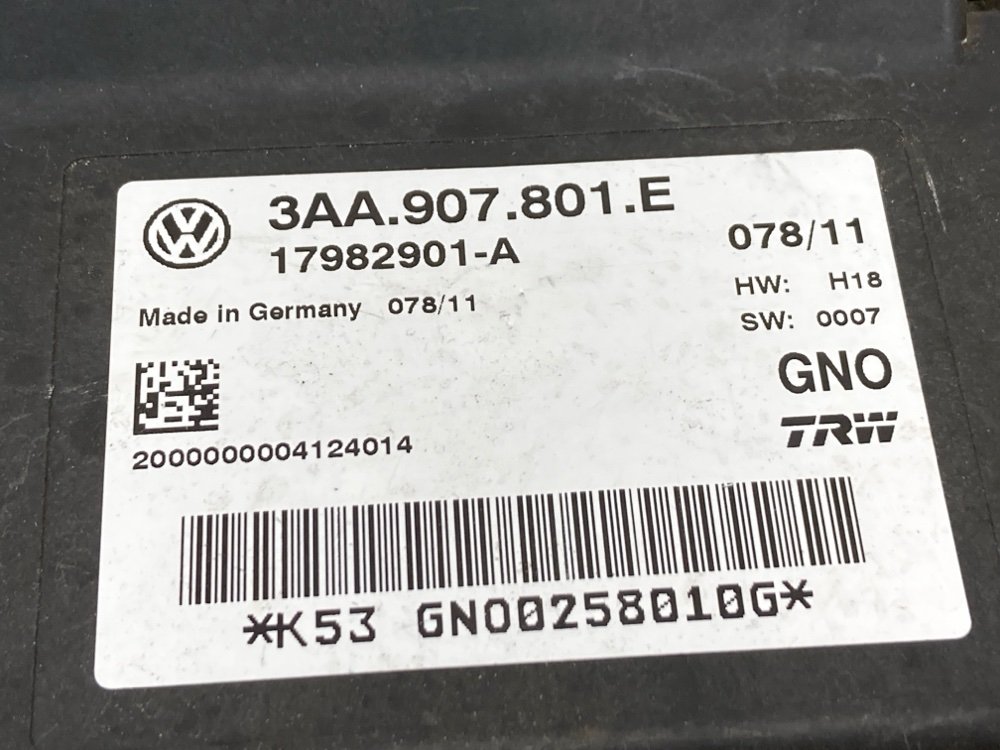 3AA.907.801.E
17982901-A
078/11
Made in Germany 078/11
HW: H18
SW: 0007
GNO
TRW
2000000004124014
*K53 GNO0258010G*